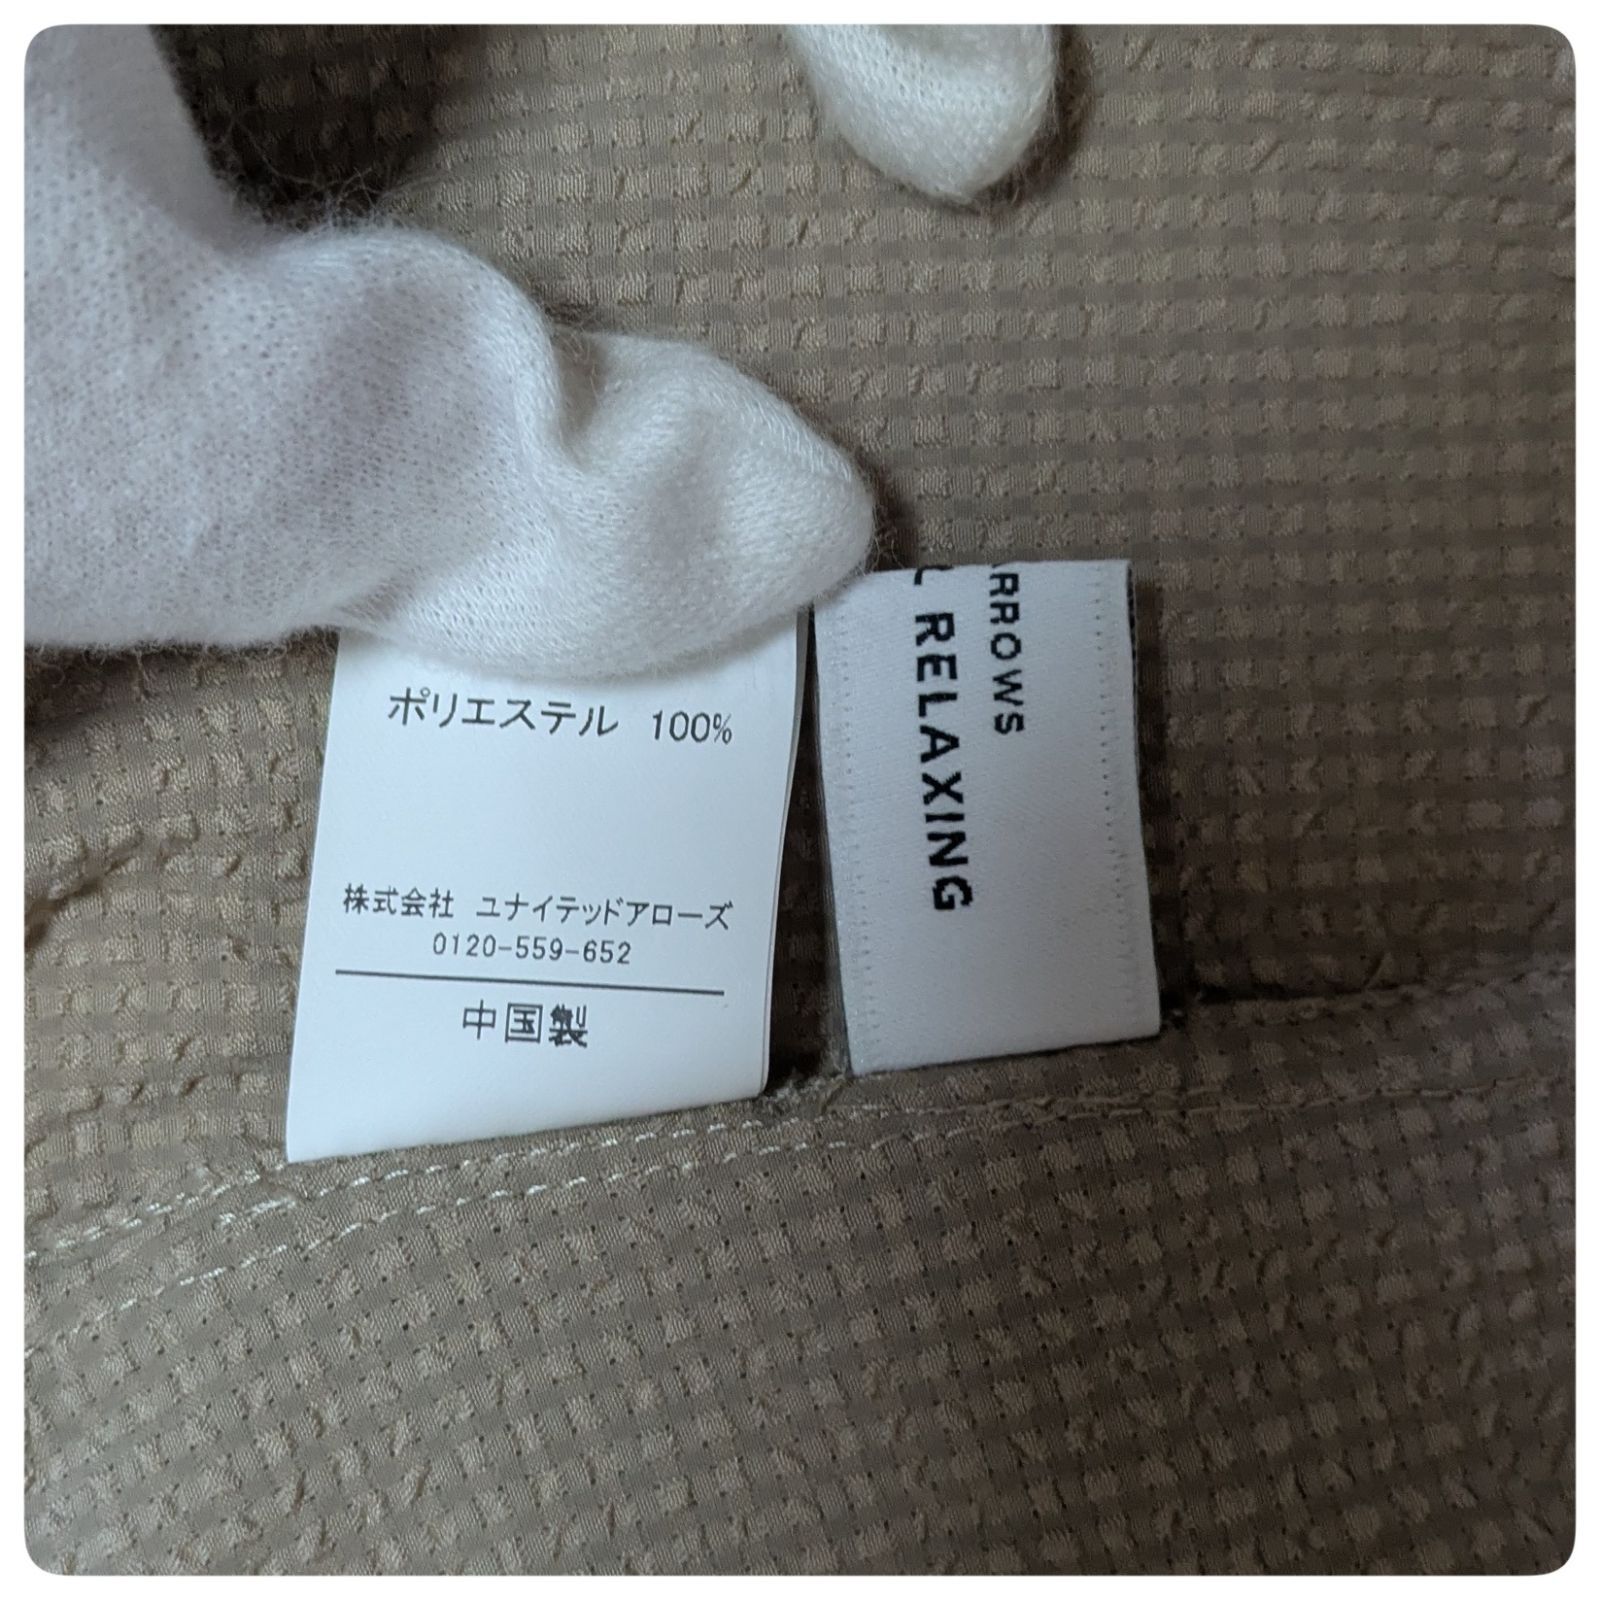 ポリエステル 100%
株式会社 ユナイテッドアローズ
0120-559-652
中国製
ARROWS
RELAXING